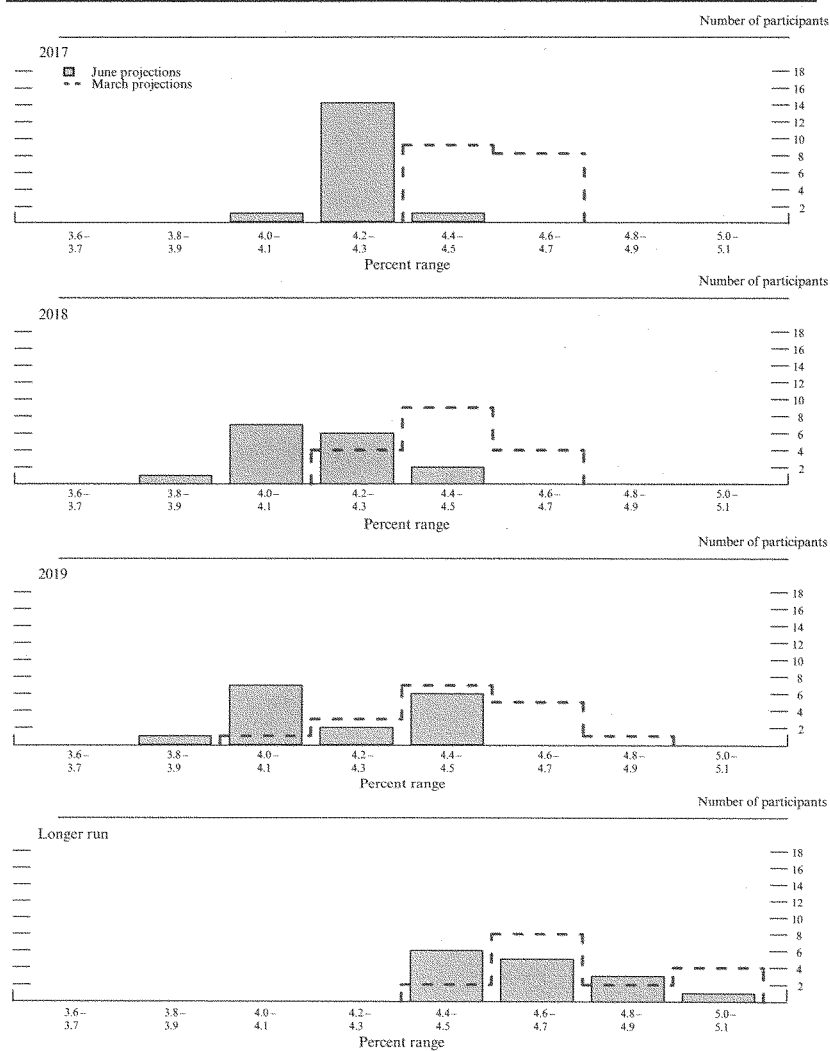 Number of participants
2017
June projections
March projections
18
16
14
12
10
8
6
4
2
3.6– 3.8– 4.0– 4.2– 4.4– 4.6– 4.8– 5.0–
3.7 3.9 4.1 4.3 4.5 4.7 4.9 5.1
Percent range
Number of participants
2018
18
16
14
12
10
8
6
4
2
3.6– 3.8– 4.0– 4.2– 4.4– 4.6– 4.8– 5.0–
3.7 3.9 4.1 4.3 4.5 4.7 4.9 5.1
Percent range
Number of participants
2019
18
16
14
12
10
8
6
4
2
3.6– 3.8– 4.0– 4.2– 4.4– 4.6– 4.8– 5.0–
3.7 3.9 4.1 4.3 4.5 4.7 4.9 5.1
Percent range
Number of participants
Longer run
18
16
14
12
10
8
6
4
2
3.6– 3.8– 4.0– 4.2– 4.4– 4.6– 4.8– 5.0–
3.7 3.9 4.1 4.3 4.5 4.7 4.9 5.1
Percent range